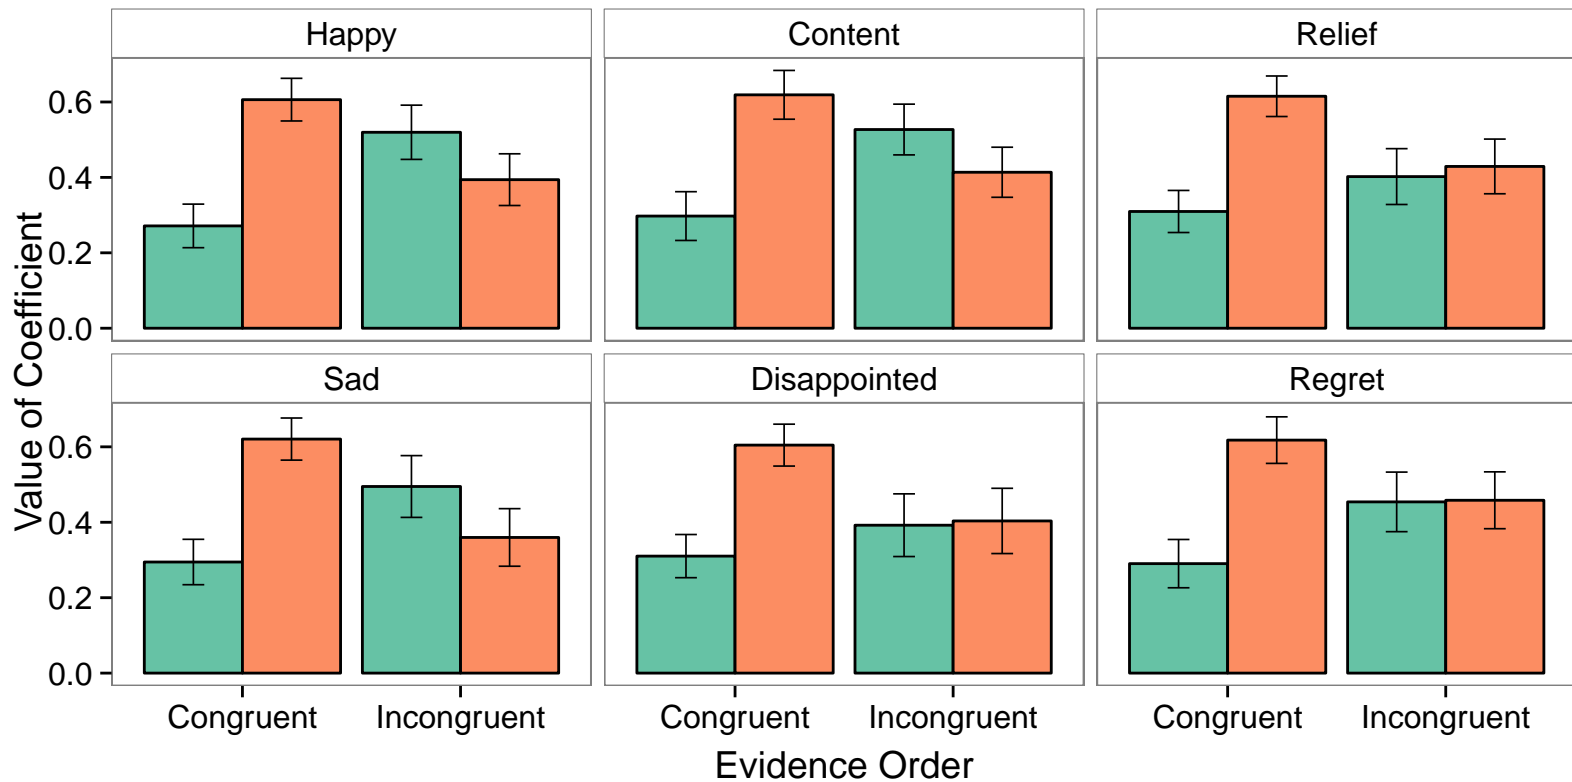 Happy
Content
Relief
0.6
0.4
0.2
0.0
Value of Coefficient
Sad
Disappointed
Regret
0.6
0.4
0.2
0.0
Congruent Incongruent
Congruent Incongruent
Congruent Incongruent
Evidence Order